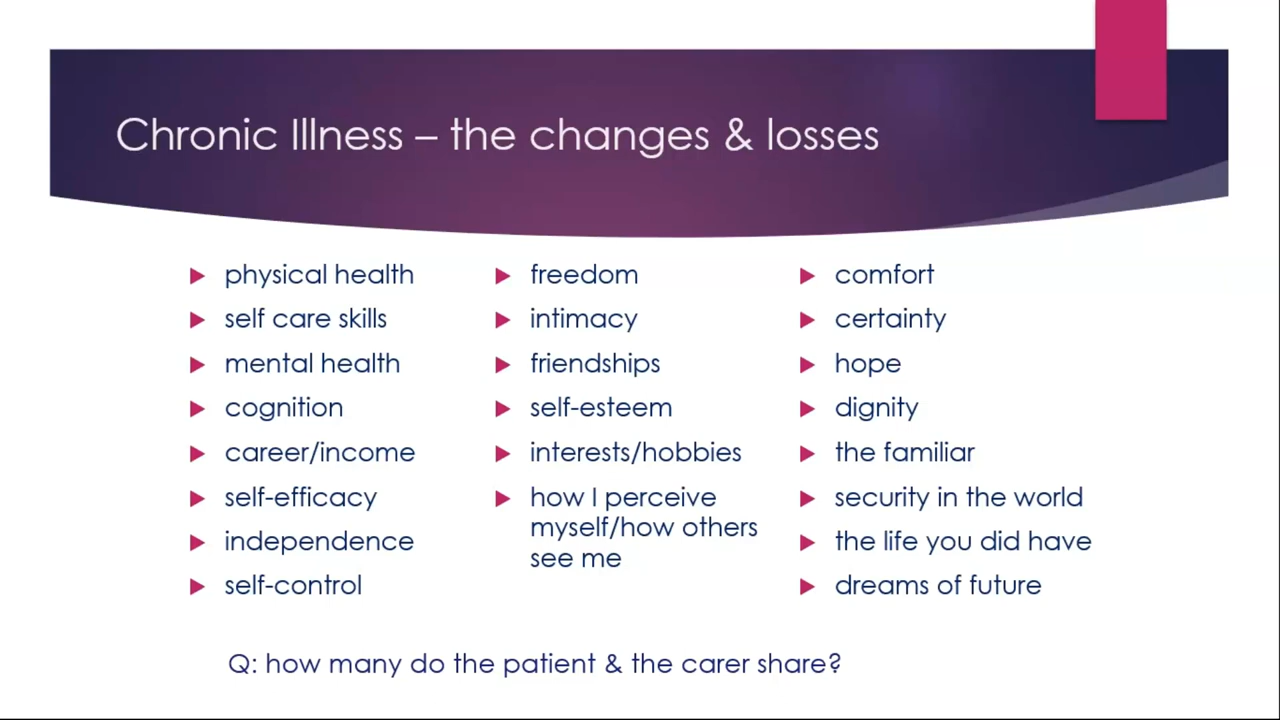 Chronic Illness – the changes & losses
physical health
self care skills
mental health
cognition
career/income
self-efficacy
independence
self-control
freedom
intimacy
friendships
self-esteem
interests/hobbies
how I perceive
myself/how others
see me
comfort
certainty
hope
dignity
the familiar
security in the world
the life you did have
dreams of future
Q: how many do the patient & the carer share?